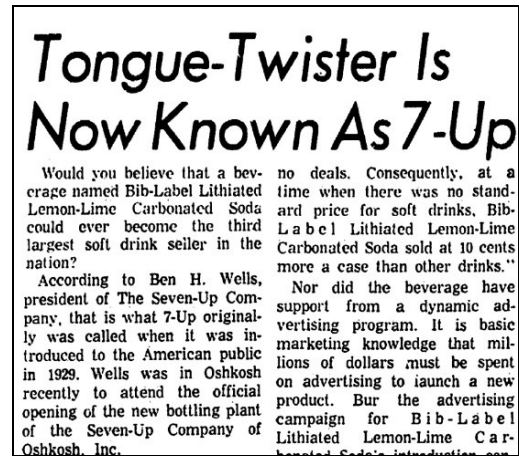 Tongue-Twister Is
Now Known As 7-Up
Would you believe that a bev-
erage named Bib-Label Lithiated
Lemon-Lime Carbonated Soda
could ever become the third
largest soft drink seller in the
nation?
According to Ben H. Wells,
president of The Seven-Up Com-
pany, that is what 7-Up original-
ly was called when it was in-
troduced to the American public
in 1929. Wells was in Oshkosh
recently to attend the official
opening of the new bottling plant
of the Seven-Up Company of
Oshkosh, Inc.
no deals. Consequently, at a
time when there was no stand-
ard price for soft drinks, Bib-
Label Lithiated Lemon-Lime
Carbonated Soda sold at 10 cents
more a case than other drinks."
Nor did the beverage have
support from a dynamic ad-
vertising program. It is basic
marketing knowledge that mil-
lions of dollars must be spent
on advertising to launch a new
product. Bur the advertising
campaign for Bib-Label
Lithiated Lemon-Lime Car-
bonated Soda's introduction con-